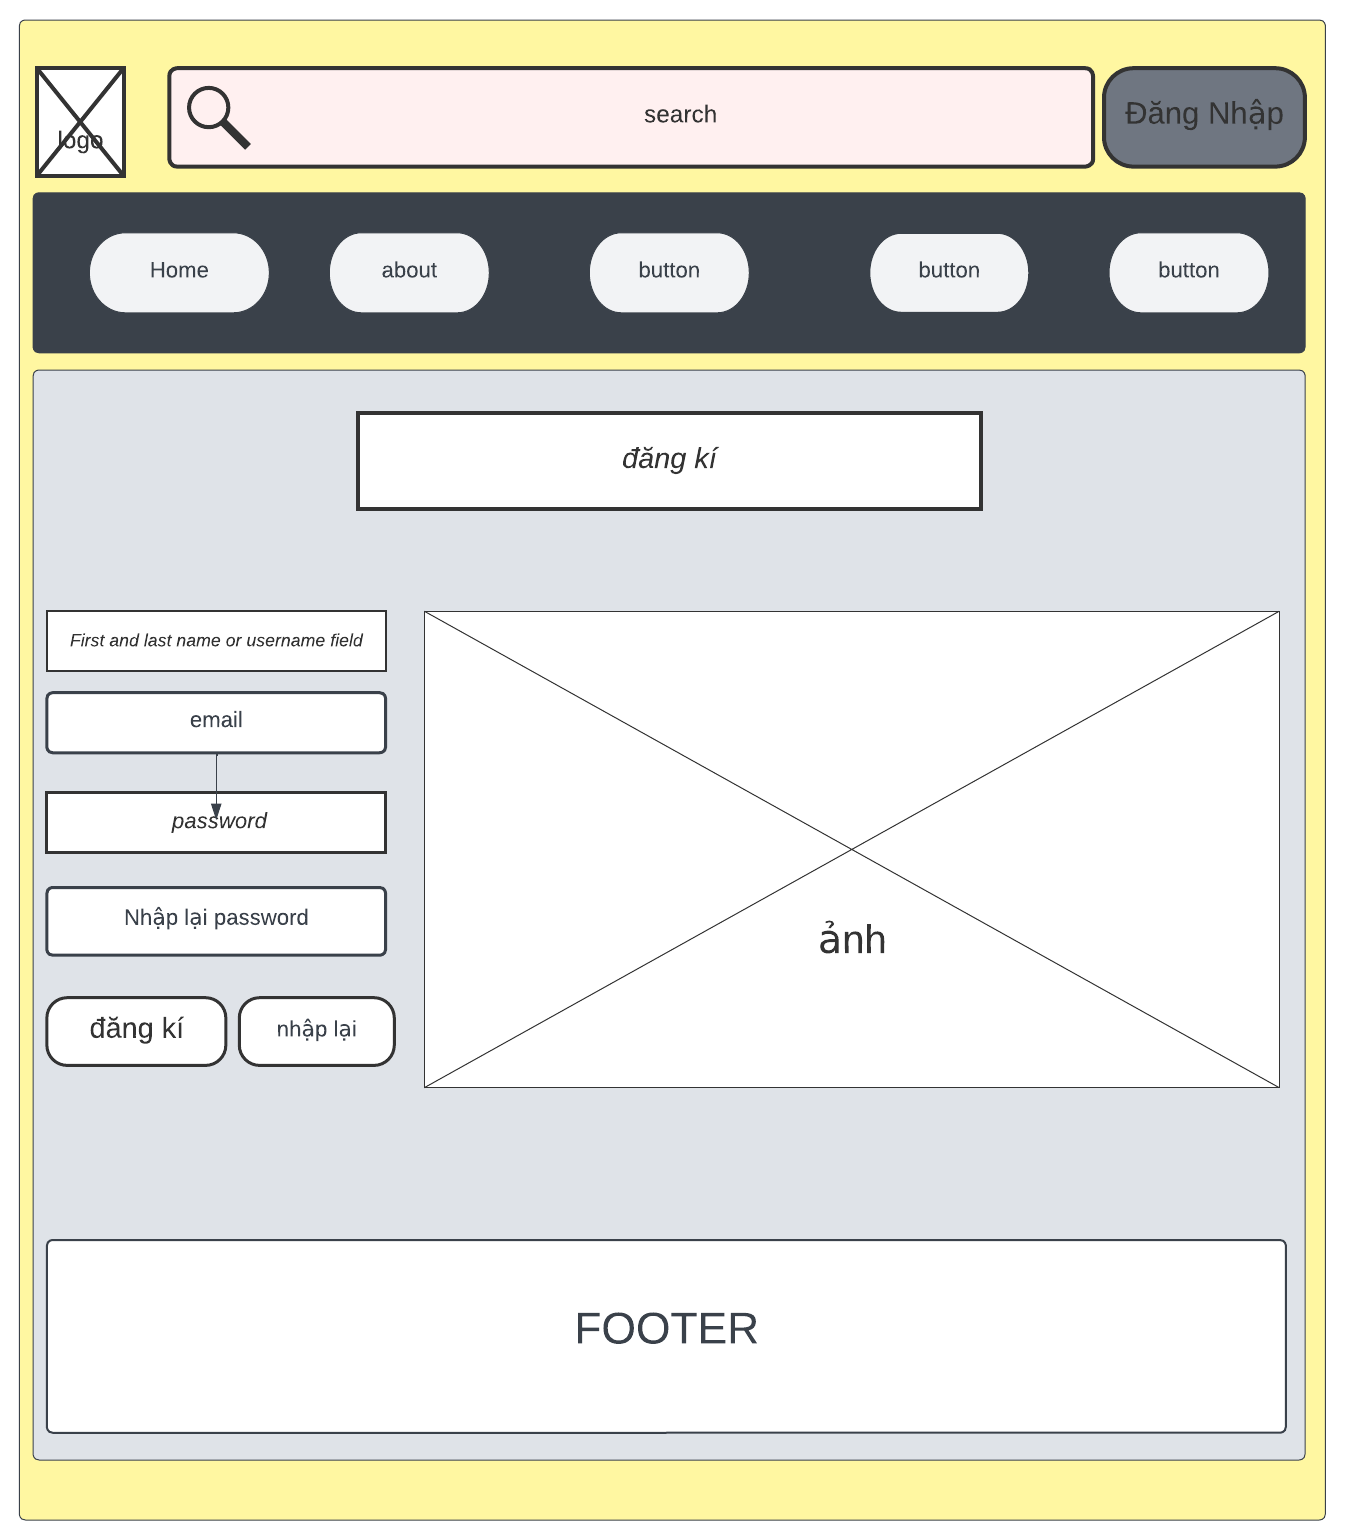 logo
search
Đăng Nhập
Home
about
button
button
button
đăng kí
First and last name or username field
email
password
Nhập lại password
đăng kí
nhập lại
ảnh
FOOTER